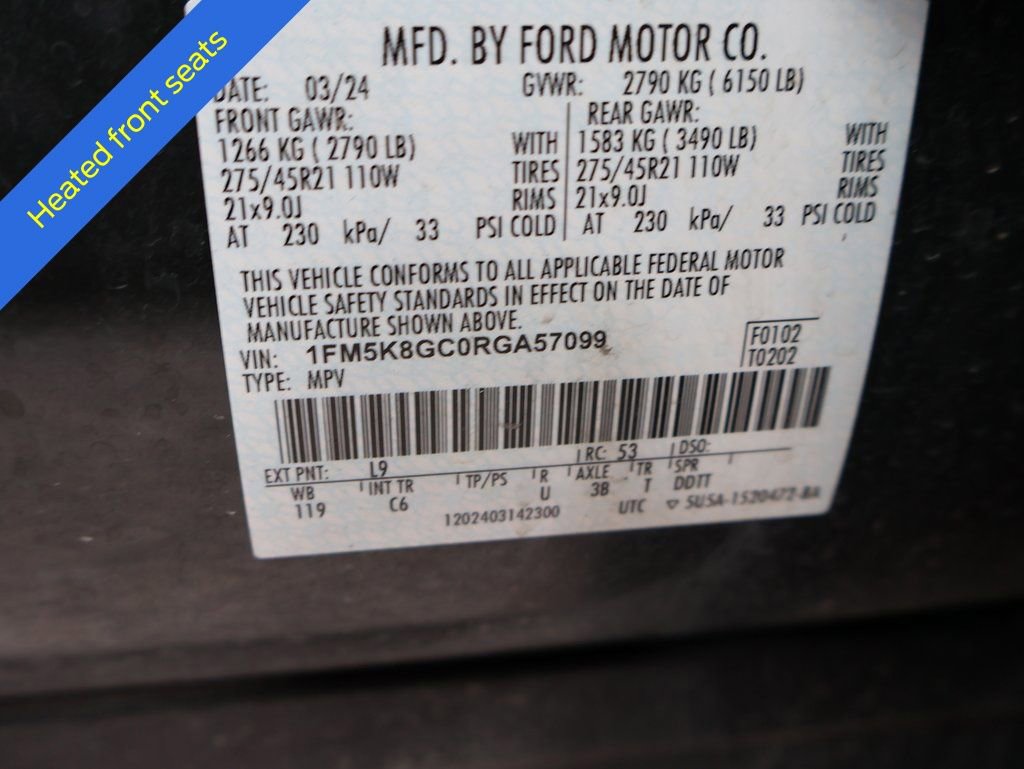 Heated front seats
MFD. BY FORD MOTOR CO.
DATE: 03/24 GVWR: 2790 KG ( 6150 LB)
FRONT GAWR: REAR GAWR:
1266 KG ( 2790 LB) WITH 1583 KG ( 3490 LB) WITH
275/45R21 110W TIRES 275/45R21 110W TIRES
21x9.0J RIMS 21x9.0J RIMS
AT 230 kPa/ 33 PSI COLD AT 230 kPa/ 33 PSI COLD
THIS VEHICLE CONFORMS TO ALL APPLICABLE FEDERAL MOTOR
VEHICLE SAFETY STANDARDS IN EFFECT ON THE DATE OF
MANUFACTURE SHOWN ABOVE.
VIN: 1FM5K8GC0RGA57099 F0102
TYPE: MPV T0202
EXT PNT: L9 RC: 53 DSO:
WB INT TR TP/PS R AXLE TR SPR
119 C6 U 3B T DDTT
1202403142300 UTC ▽ 5U5A-1520472-BA